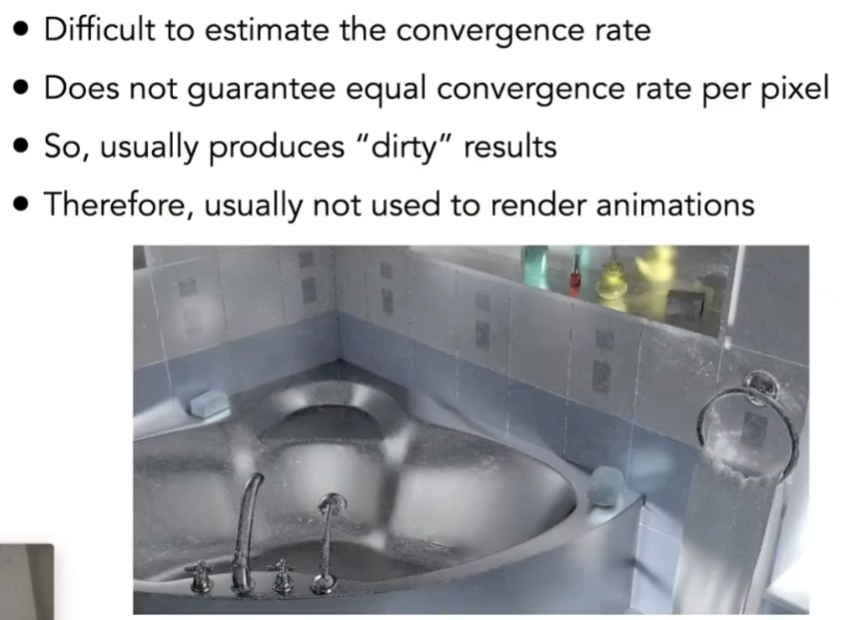 • Difficult to estimate the convergence rate
• Does not guarantee equal convergence rate per pixel
• So, usually produces “dirty” results
• Therefore, usually not used to render animations